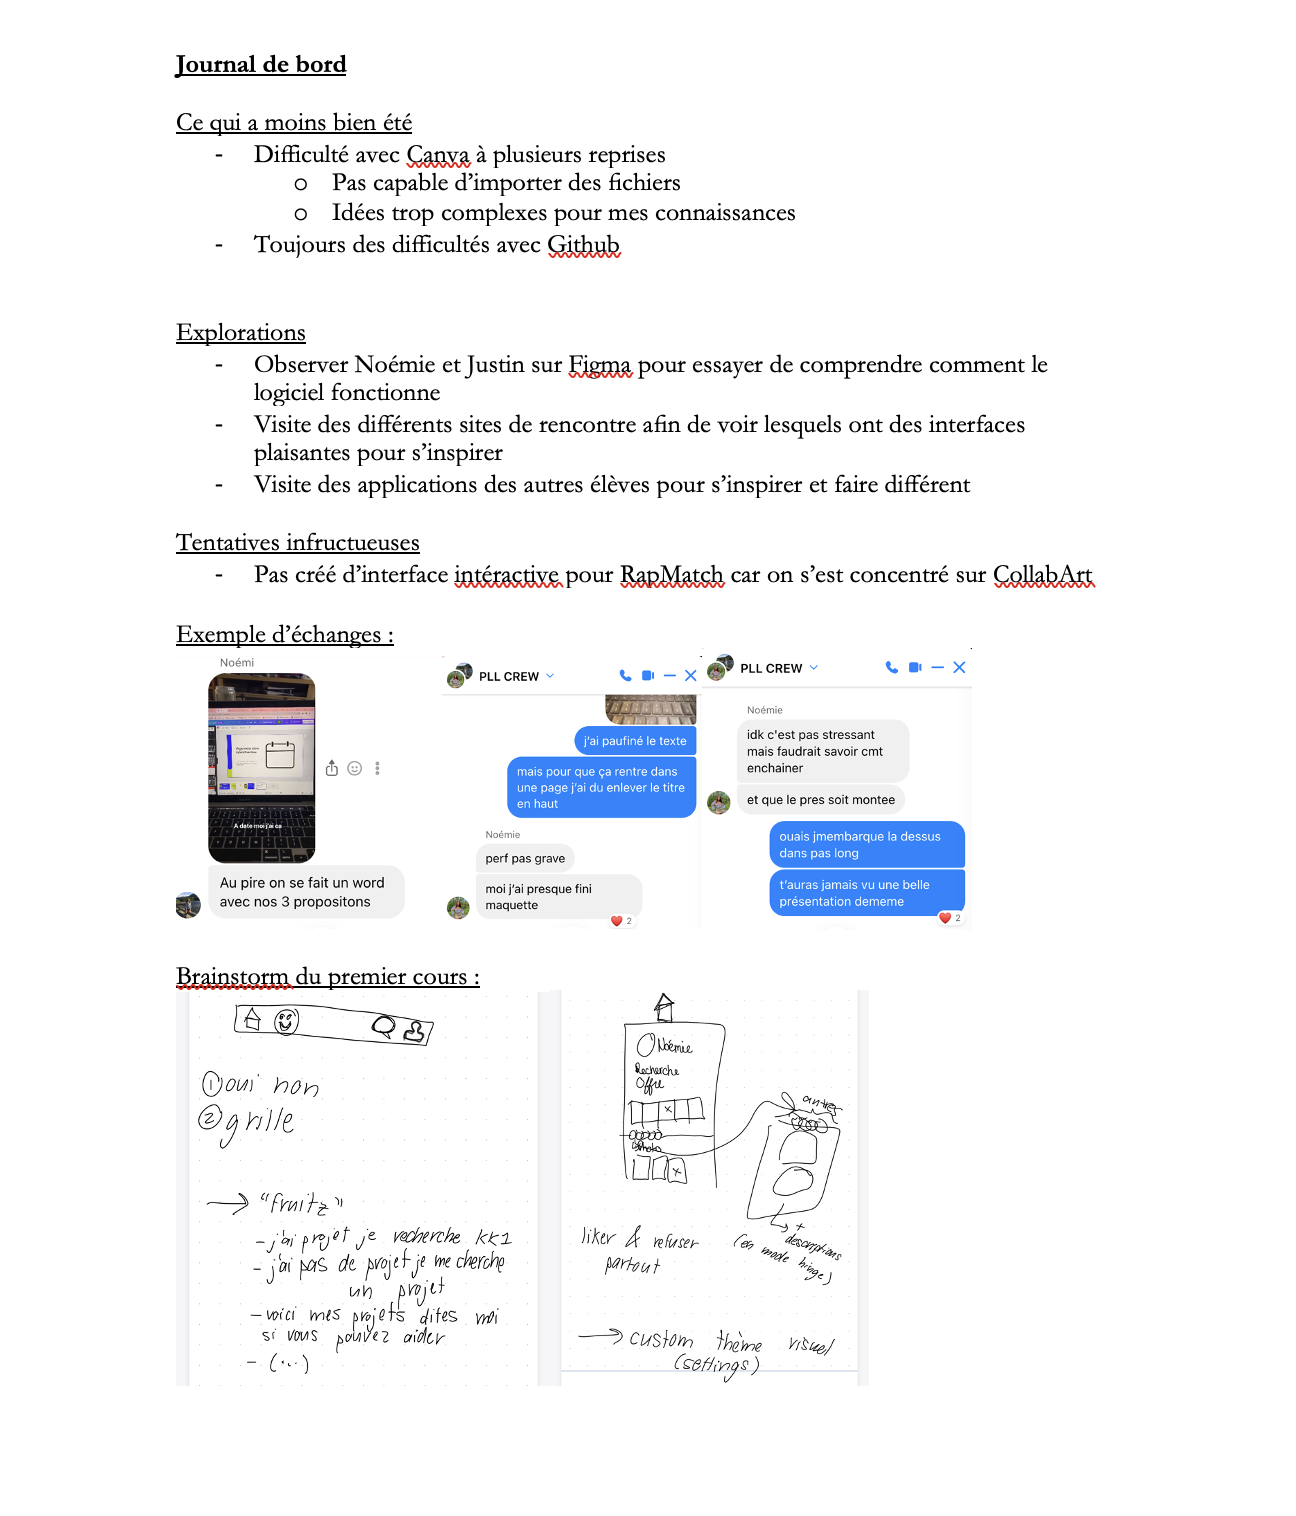 Journal de bord
Ce qui a moins bien été
- Difficulté avec Canva à plusieurs reprises
o Pas capable d'importer des fichiers
o Idées trop complexes pour mes connaissances
- Toujours des difficultés avec Github
Explorations
- Observer Noémie et Justin sur Figma pour essayer de comprendre comment le
logiciel fonctionne
- Visite des différents sites de rencontre afin de voir lesquels ont des interfaces
plaisantes pour s'inspirer
- Visite des applications des autres élèves pour s'inspirer et faire différent
Tentatives infructueuses
- Pas créé d'interface intéractive pour RapMatch car on s'est concentré sur CollabArt
Exemple d'échanges :
Noémi
A date moi j'ai ca
Au pire on se fait un word
avec nos 3 propositons
PLL CREW
j'ai paufiné le texte
mais pour que ça rentre dans
une page j'ai du enlever le titre
en haut
Noémie
perf pas grave
moi j'ai presque fini
maquette
2
PLL CREW
Noémie
idk c'est pas stressant
mais faudrait savoir cmt
enchainer
et que le pres soit montee
ouais jmembarque la dessus
dans pas long
t'auras jamais vu une belle
présentation dememe
2
Brainstorm du premier cours :
① oui non
② grille
→ "fruitz"
- j'ai projet je recherche kk1
- j'ai pas de projet je me cherche
un projet
- voici mes projets dites moi
si vous pouvez aider
- (...)
Noémie
Recherche
Offre
Photos
autres
liker & refuser
partout
+
descriptions
(en mode hinge)
→ custom thème visuel
(settings)